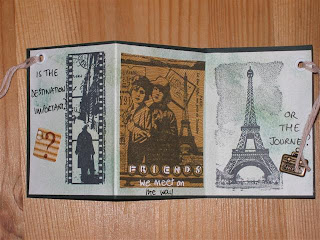 IS THE
DESTINATION
IMPORTANT.
?
FRIENDS
We meet on
the way
OR
THE
JOURNEY